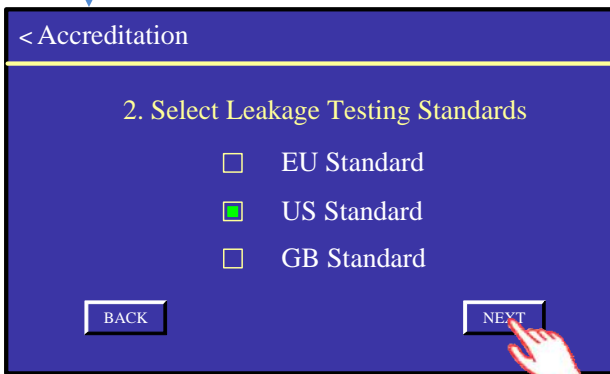 < Accreditation
2. Select Leakage Testing Standards
EU Standard
US Standard
GB Standard
BACK
NEXT